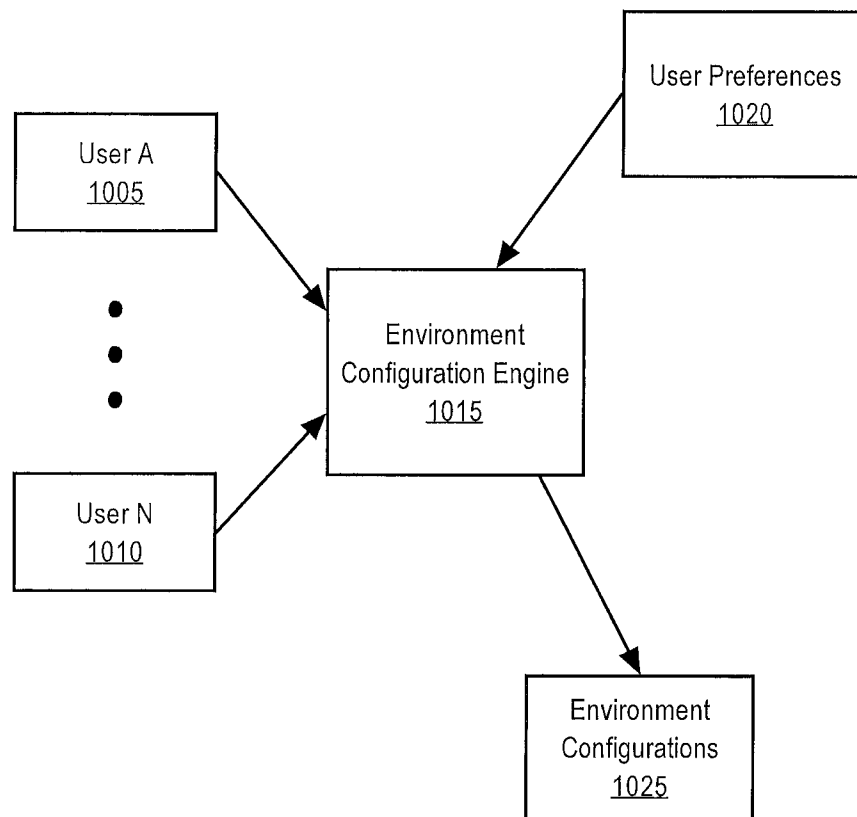 User Preferences
1020
User A
1005
Environment
Configuration Engine
1015
User N
1010
Environment
Configurations
1025